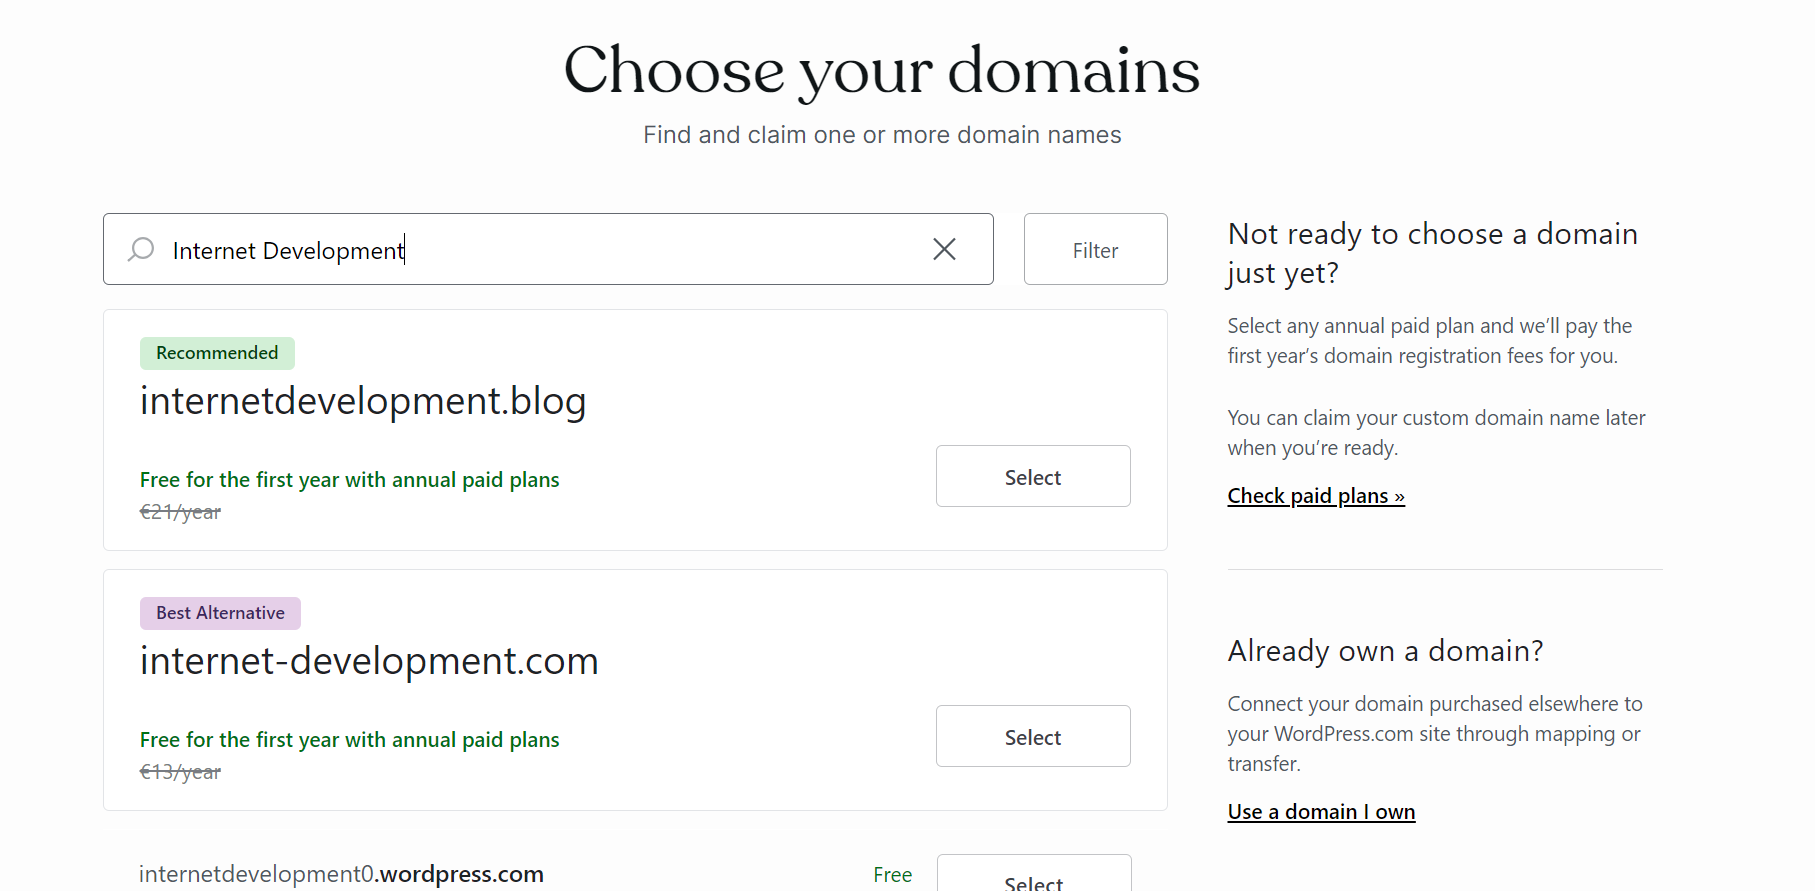 Choose your domains
Find and claim one or more domain names
Internet Development
Filter
Recommended
internetdevelopment.blog
Free for the first year with annual paid plans
€21/year
Select
Best Alternative
internet-development.com
Free for the first year with annual paid plans
€13/year
Select
internetdevelopment0.wordpress.com
Free
Select
Not ready to choose a domain
just yet?
Select any annual paid plan and we’ll pay the
first year’s domain registration fees for you.
You can claim your custom domain name later
when you’re ready.
Check paid plans »
Already own a domain?
Connect your domain purchased elsewhere to
your WordPress.com site through mapping or
transfer.
Use a domain I own